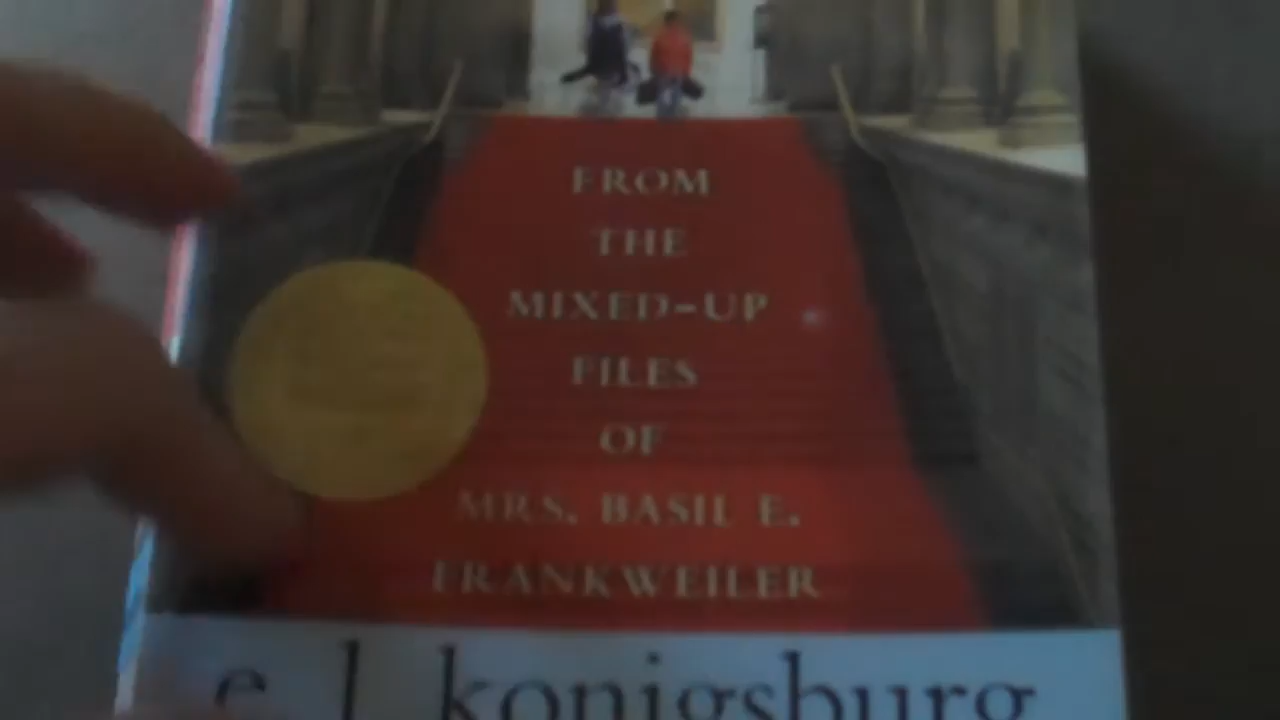 FROM
THE
MIXED-UP
FILES
OF
MRS. BASIL E.
FRANKWEILER
e. l. konigsburg